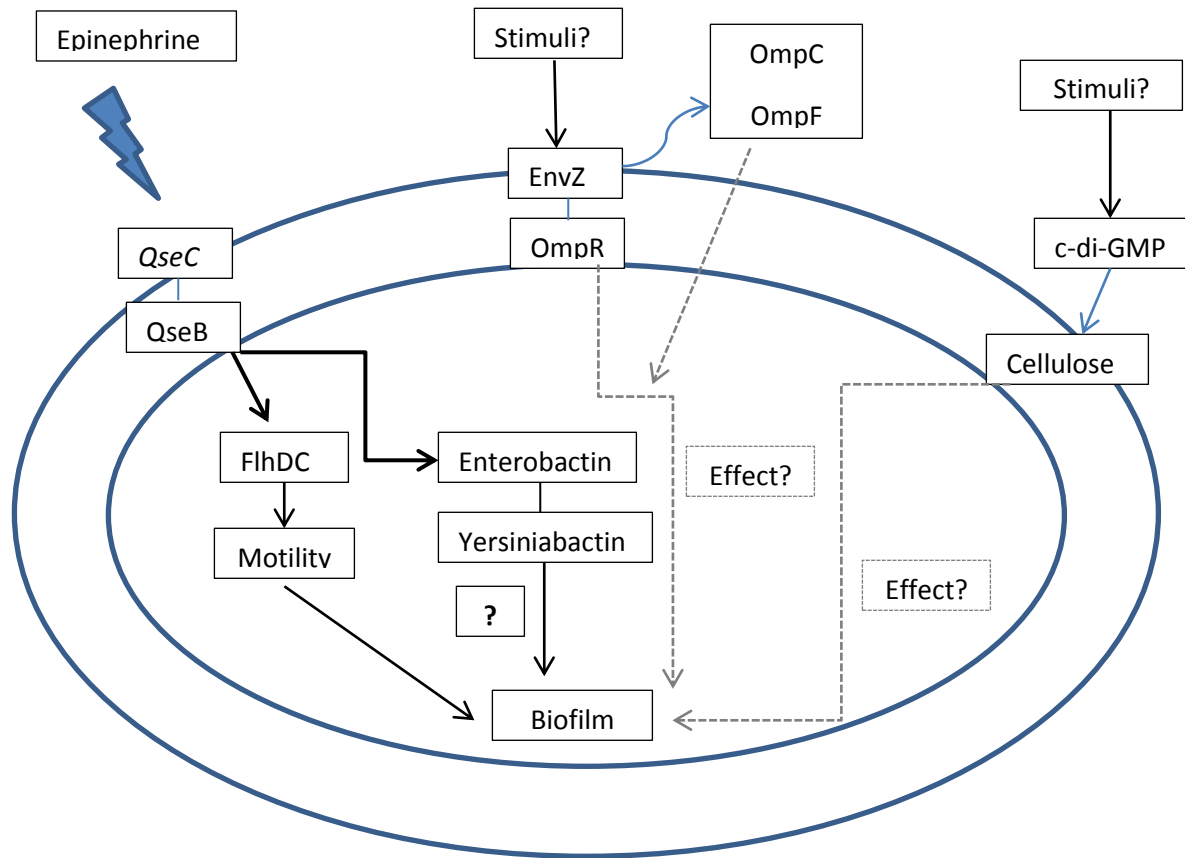 Epinephrine
Stimuli?
OmpC
OmpF
Stimuli?
EnvZ
QseC
OmpR
c-di-GMP
QseB
Cellulose
FlhDC
Enterobactin
Effect?
Motility
Yersiniabactin
Effect?
?
Biofilm